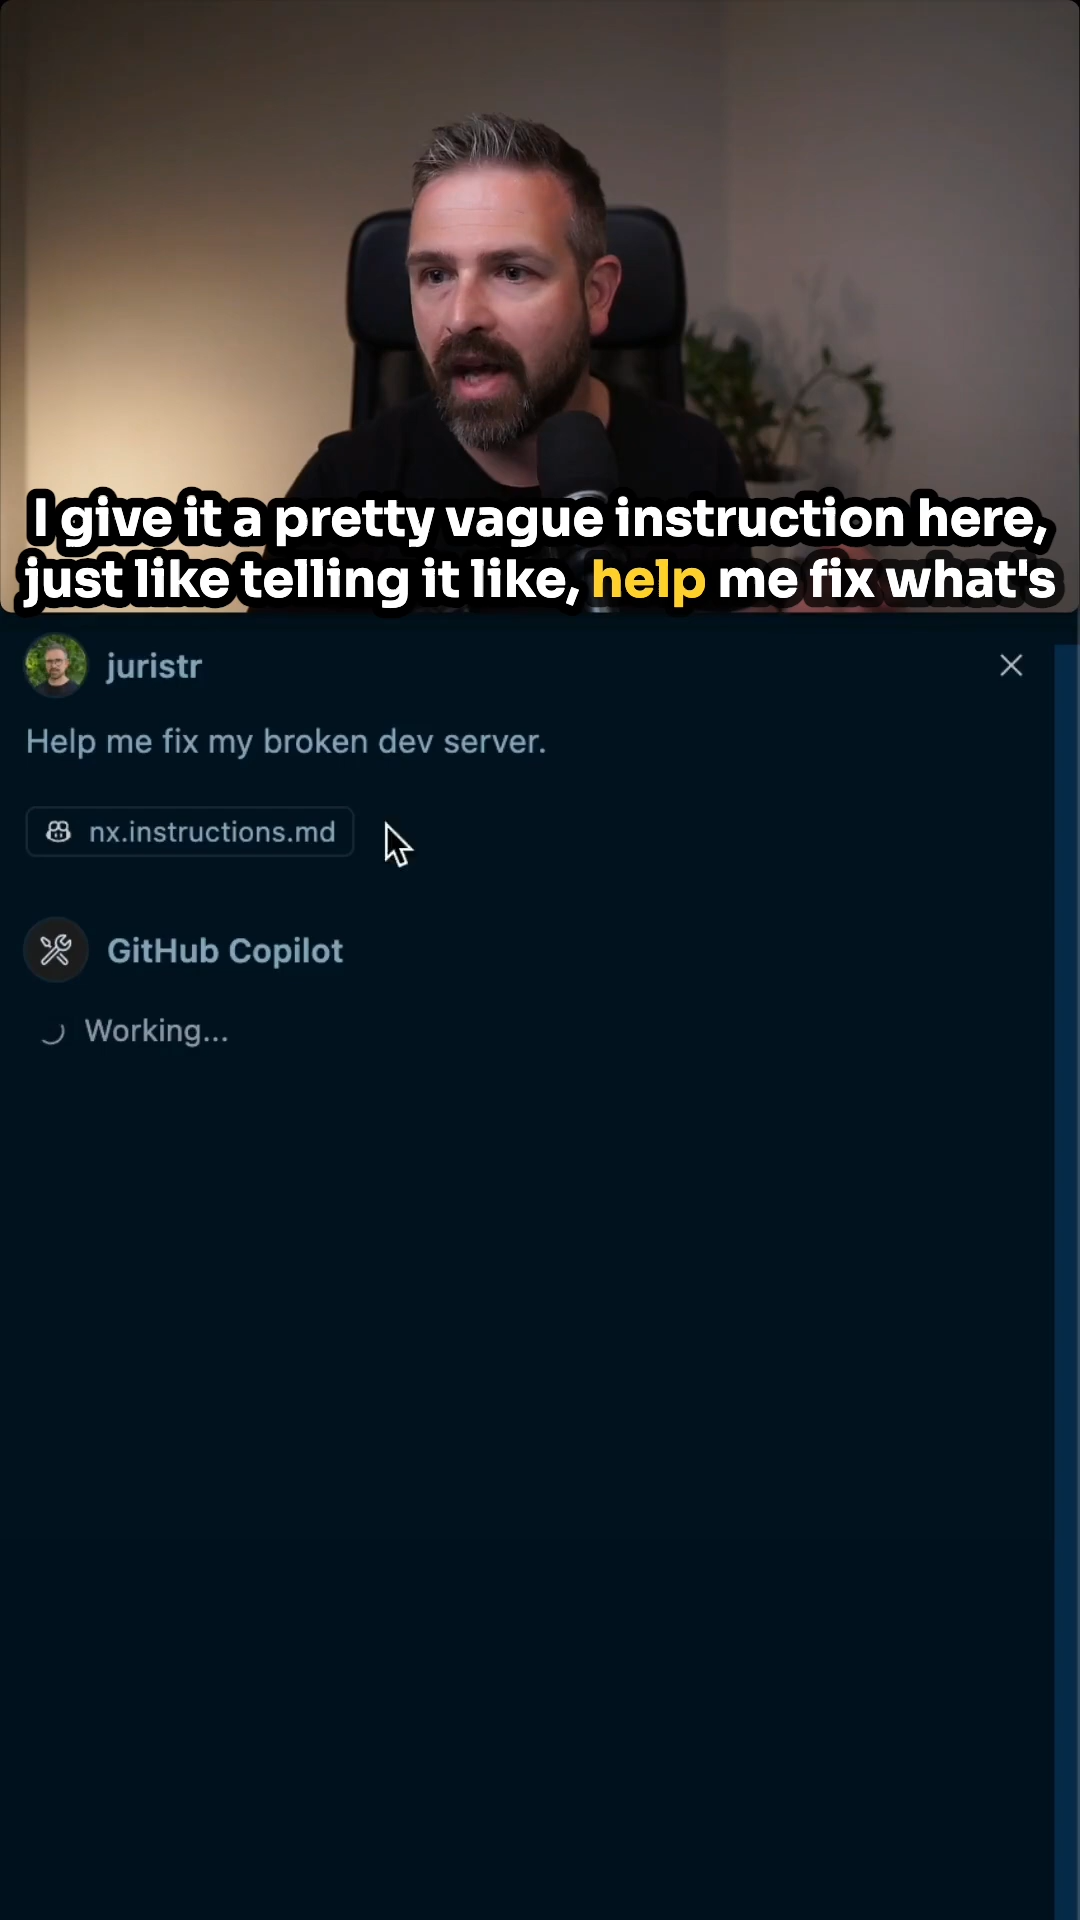 I give it a pretty vague instruction here,
just like telling it like, help me fix what's
juristr
Help me fix my broken dev server.
nx.instructions.md
GitHub Copilot
Working...